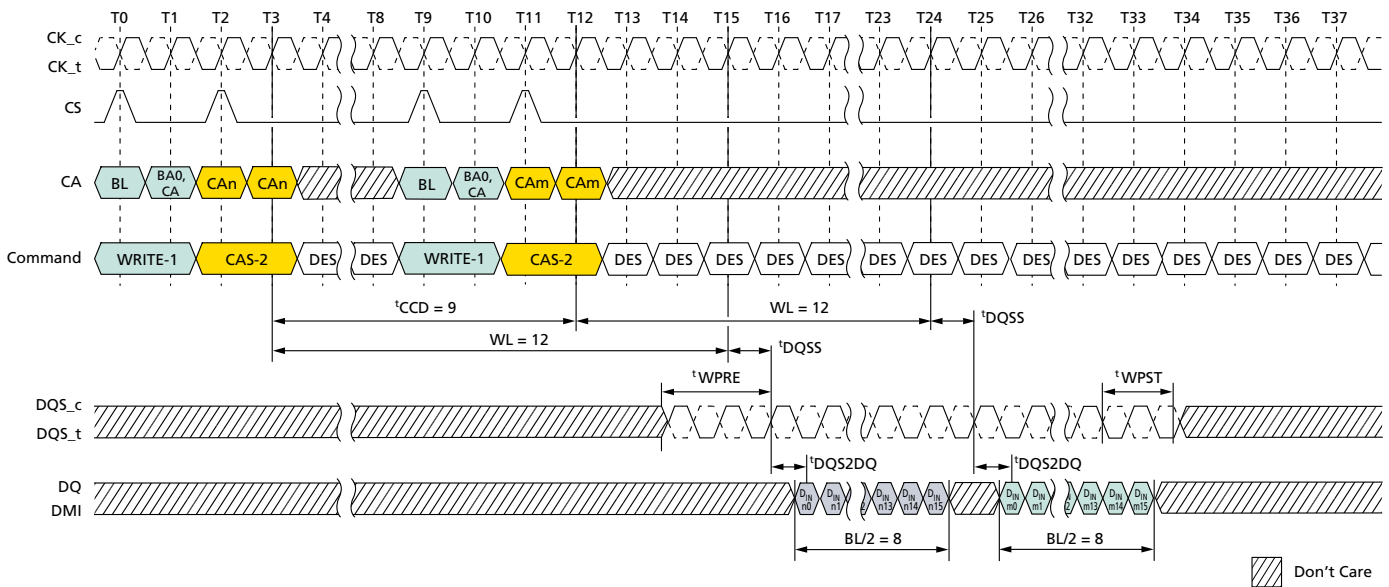 T0 T1 T2 T3 T4 T8 T9 T10 T11 T12 T13 T14 T15 T16 T17 T23 T24 T25 T26 T32 T33 T34 T35 T36 T37
CK_c
CK_t
CS
CA BL BA0, CA CAn CAn BL BA0, CA CAm CAm
Command WRITE-1 CAS-2 DES DES WRITE-1 CAS-2 DES DES DES DES DES DES DES DES DES DES DES DES DES DES DES
tCCD = 9 WL = 12 tDQSS
WL = 12 tDQSS
tWPRE tWPST
DQS_c
DQS_t
tDQS2DQ tDQS2DQ
DQ
DMI
DIN n0 DIN n1 DIN n13 DIN n14 DIN n15 DIN m0 DIN m1 DIN m13 DIN m14 DIN m15
BL/2 = 8 BL/2 = 8
Don't Care